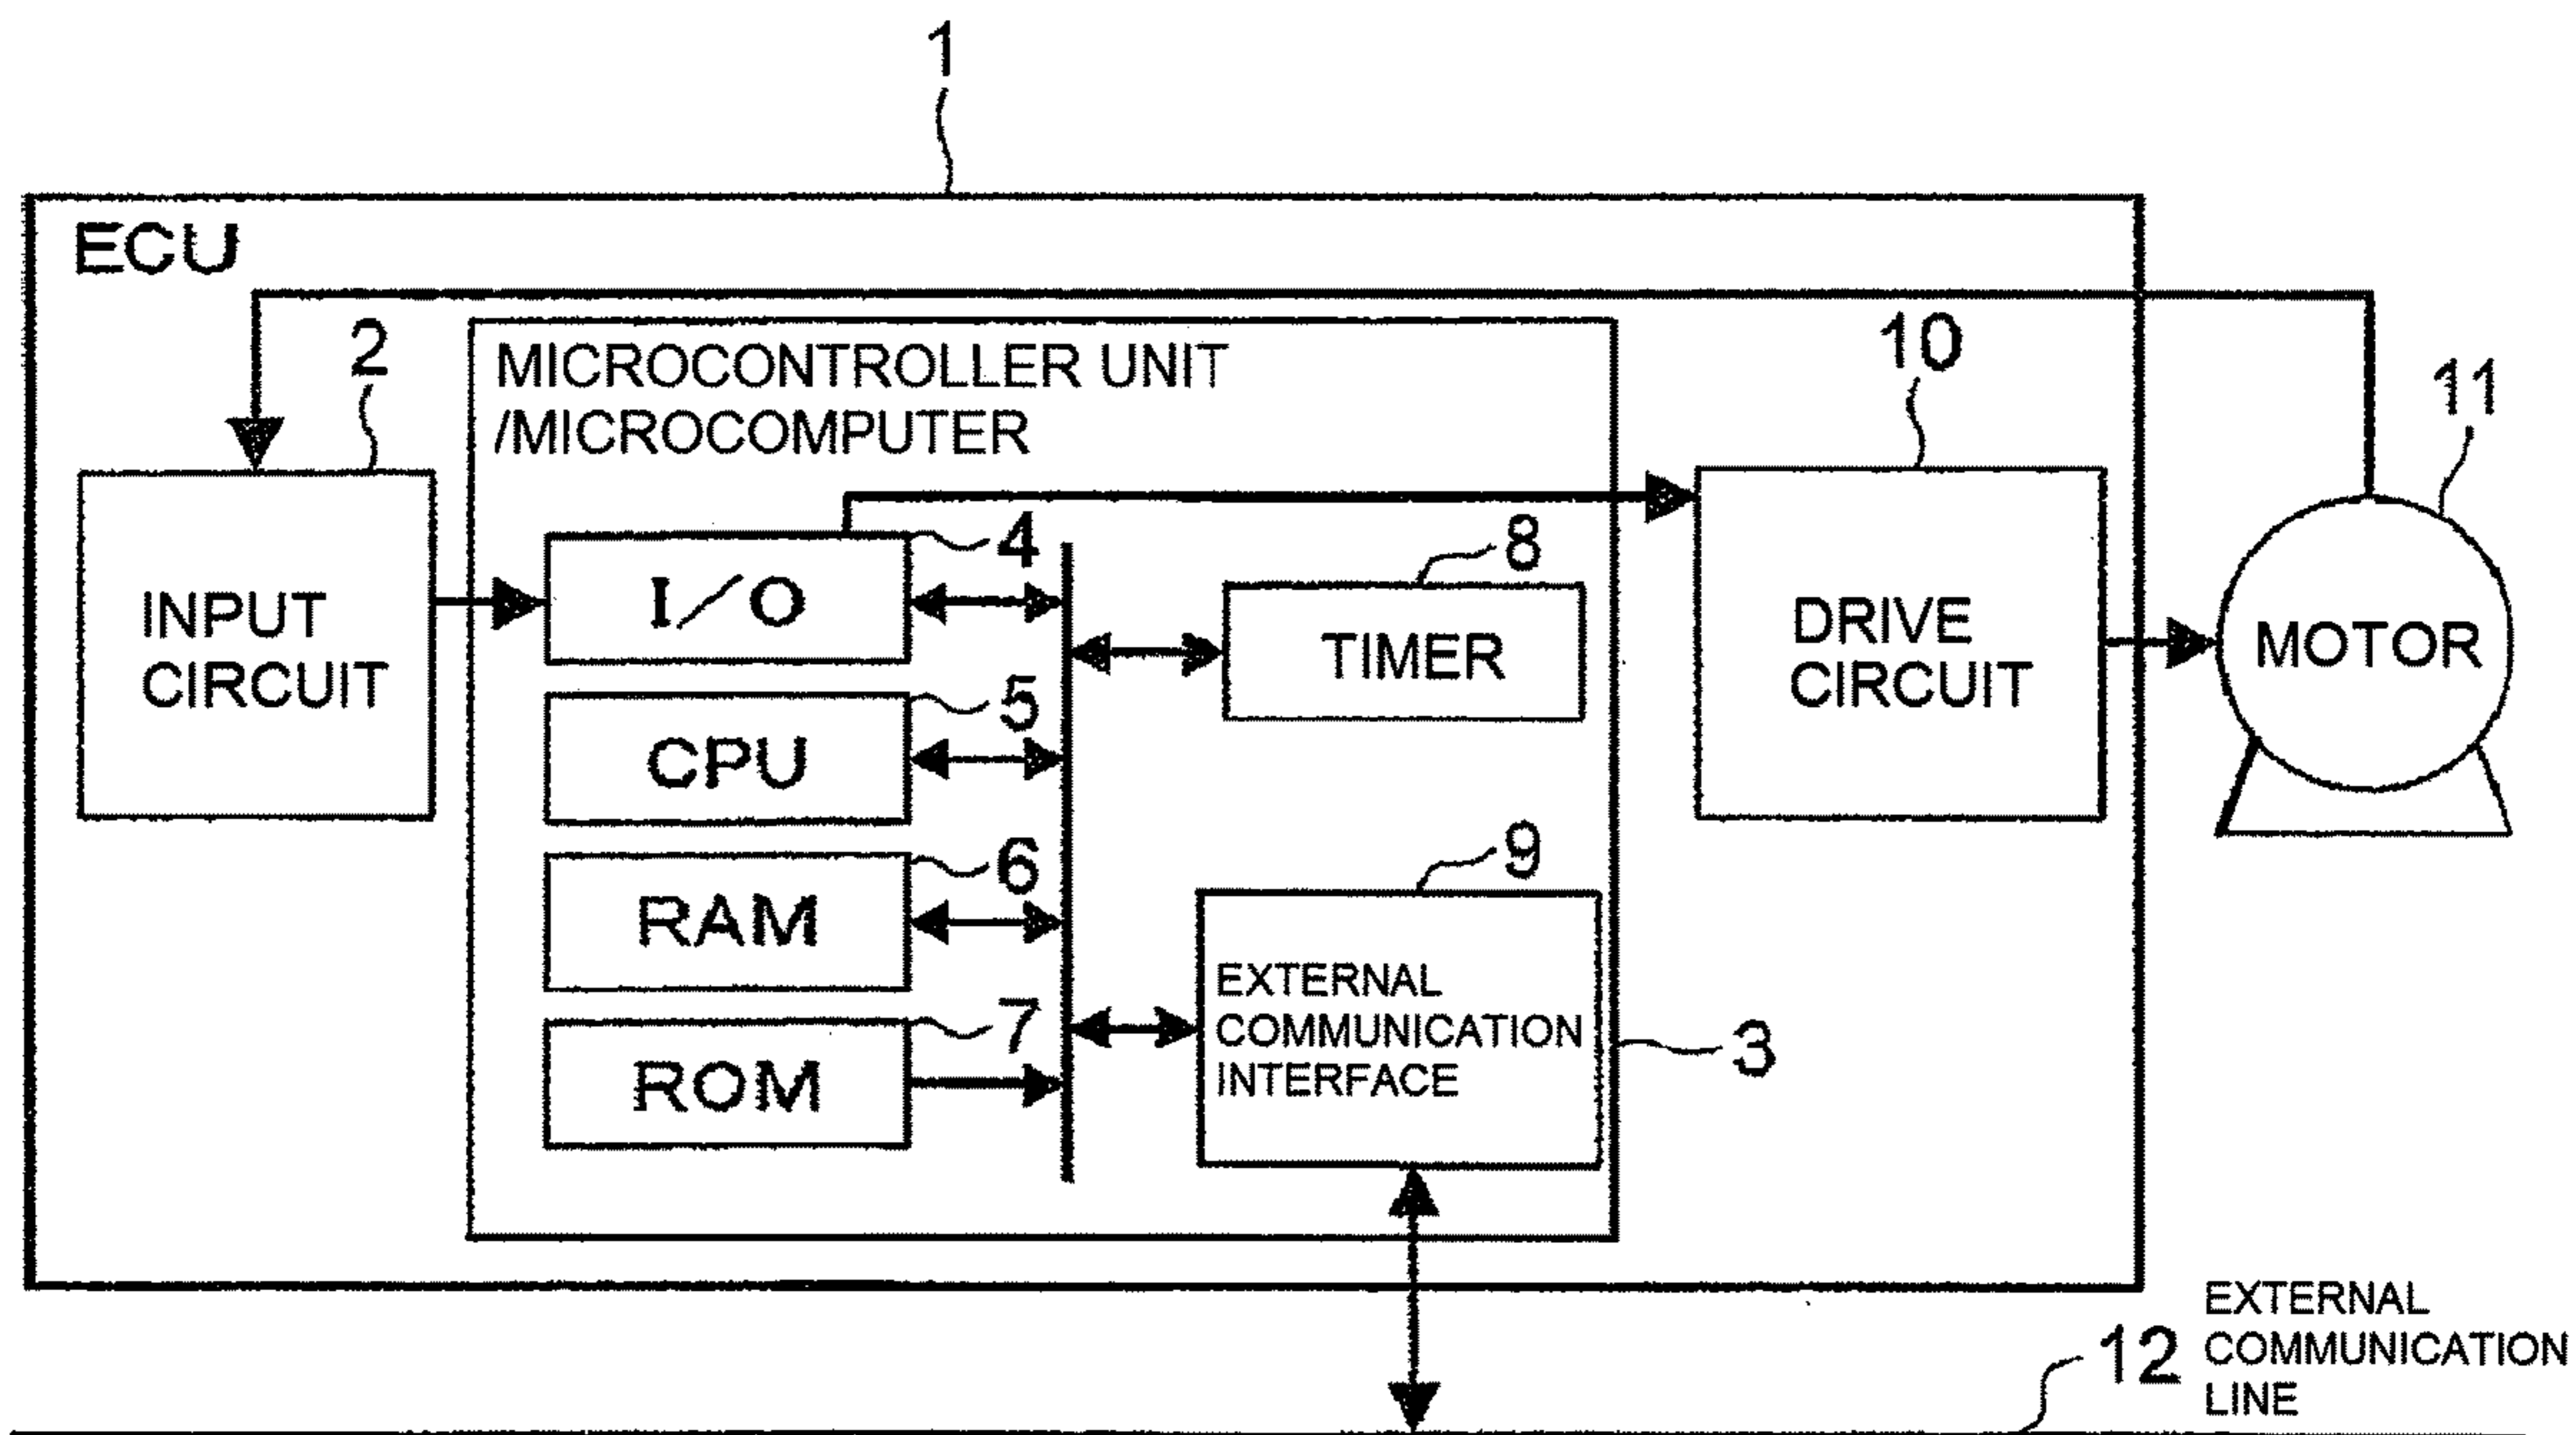 1
ECU
2
MICROCONTROLLER UNIT
/MICROCOMPUTER
10
11
INPUT
CIRCUIT
4
I/O
5
CPU
6
RAM
7
ROM
8
TIMER
9
EXTERNAL
COMMUNICATION
INTERFACE
3
DRIVE
CIRCUIT
MOTOR
12
EXTERNAL
COMMUNICATION
LINE